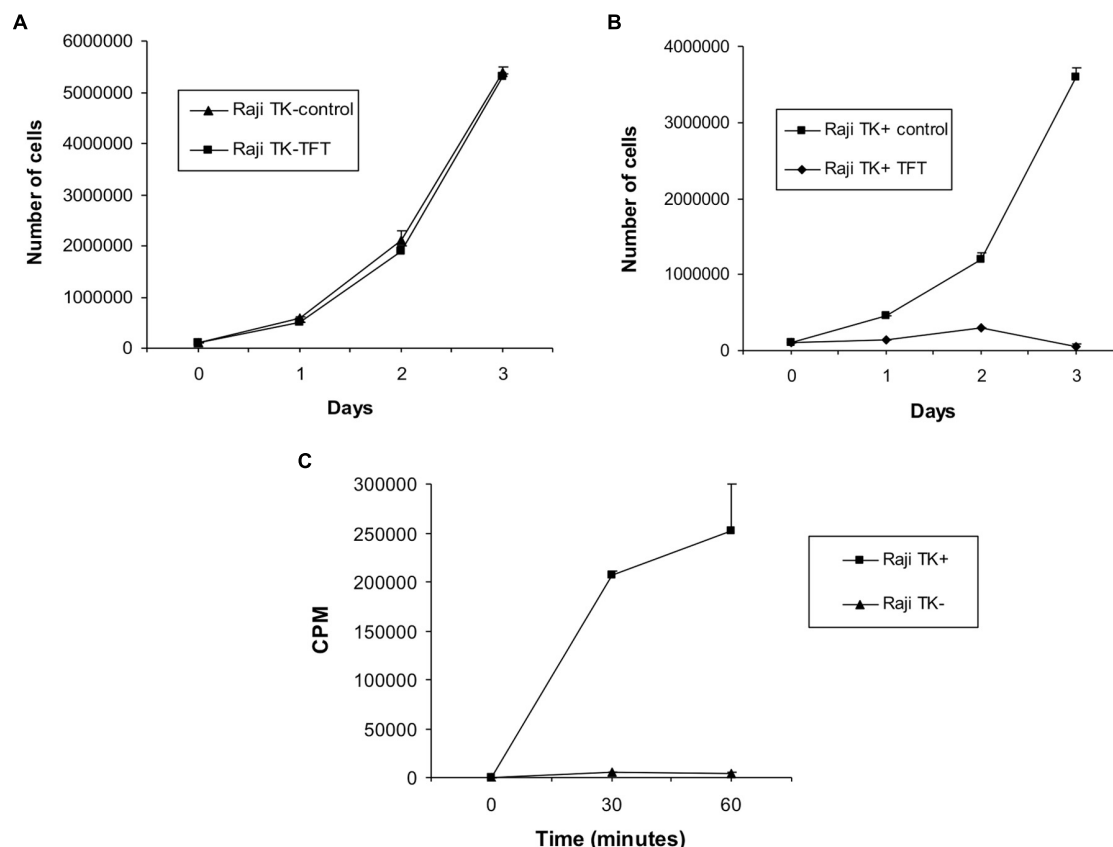 A
6000000
5000000
4000000
3000000
2000000
1000000
0
Number of cells
Raji TK-control
Raji TK-TFT
0 1 2 3
Days
B
4000000
3000000
2000000
1000000
0
Number of cells
Raji TK+ control
Raji TK+ TFT
0 1 2 3
Days
C
300000
250000
200000
150000
100000
50000
0
CPM
Raji TK+
Raji TK-
0 30 60
Time (minutes)